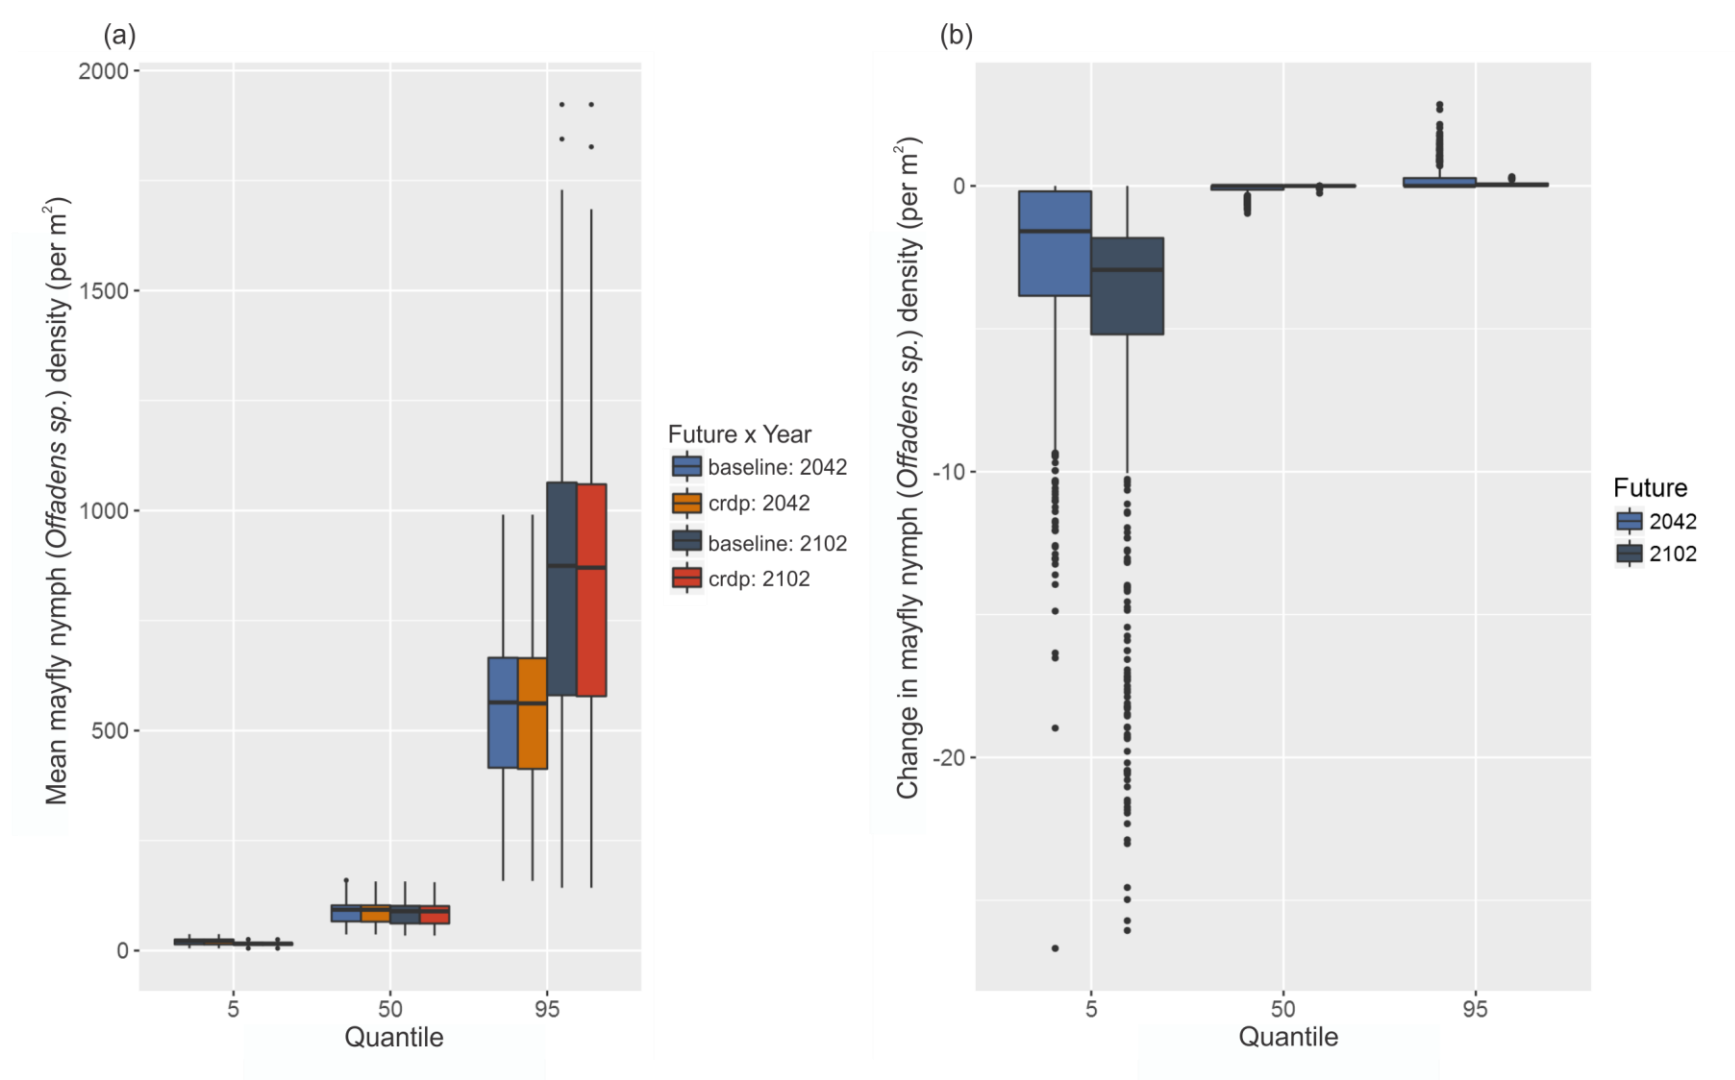 (a)
2000
1500
1000
500
0
Mean mayfly nymph (Offadens sp.) density (per m²)
5 50 95
Quantile
Future x Year
baseline: 2042
crdp: 2042
baseline: 2102
crdp: 2102
(b)
0
-10
-20
Change in mayfly nymph (Offadens sp.) density (per m²)
5 50 95
Quantile
Future
2042
2102